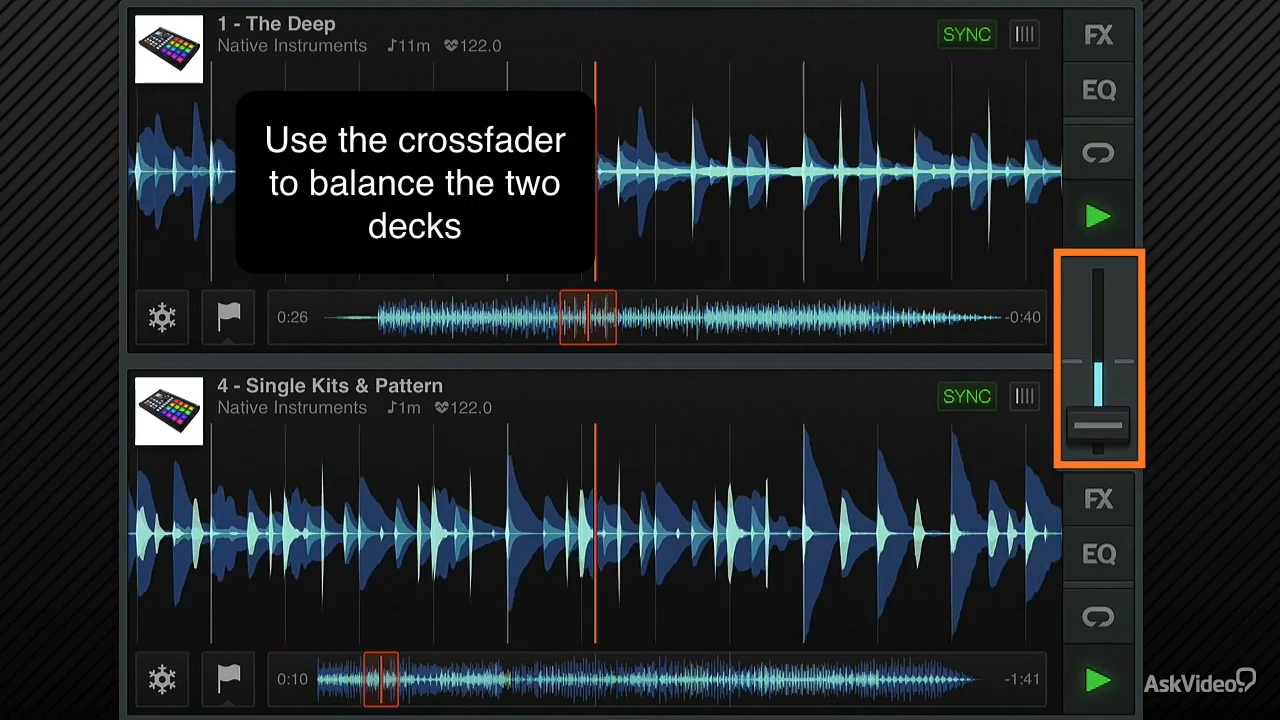 1 - The Deep
Native Instruments ♪11m 122.0
SYNC
FX
EQ
Use the crossfader
to balance the two
decks
0:26
-0:40
4 - Single Kits & Pattern
Native Instruments ♪1m 122.0
SYNC
FX
EQ
0:10
-1:41
AskVideo